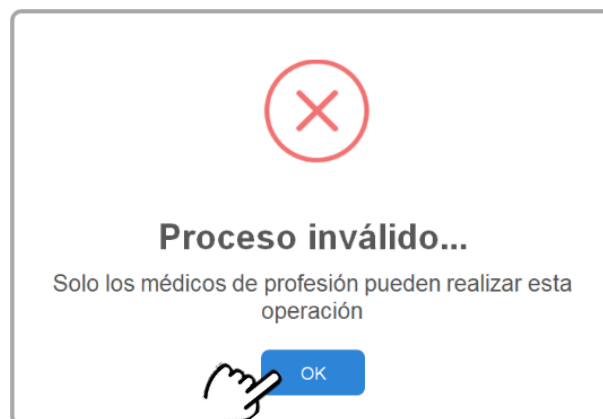 Proceso inválido...
Solo los médicos de profesión pueden realizar esta
operación
OK